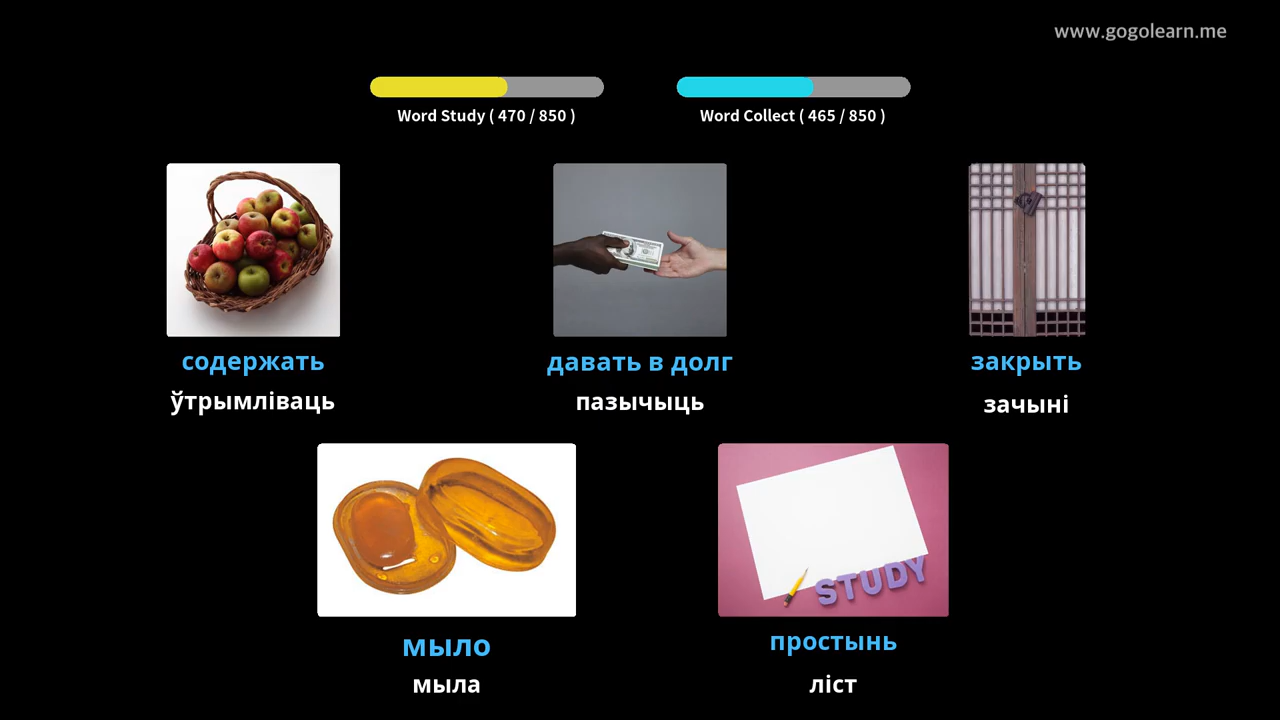 www.gogolearn.me
Word Study ( 470 / 850 )
Word Collect ( 465 / 850 )
содержать
ўтрымліваць
давать в долг
пазычыць
закрыть
зачыні
мыло
мыла
STUDY
простынь
ліст